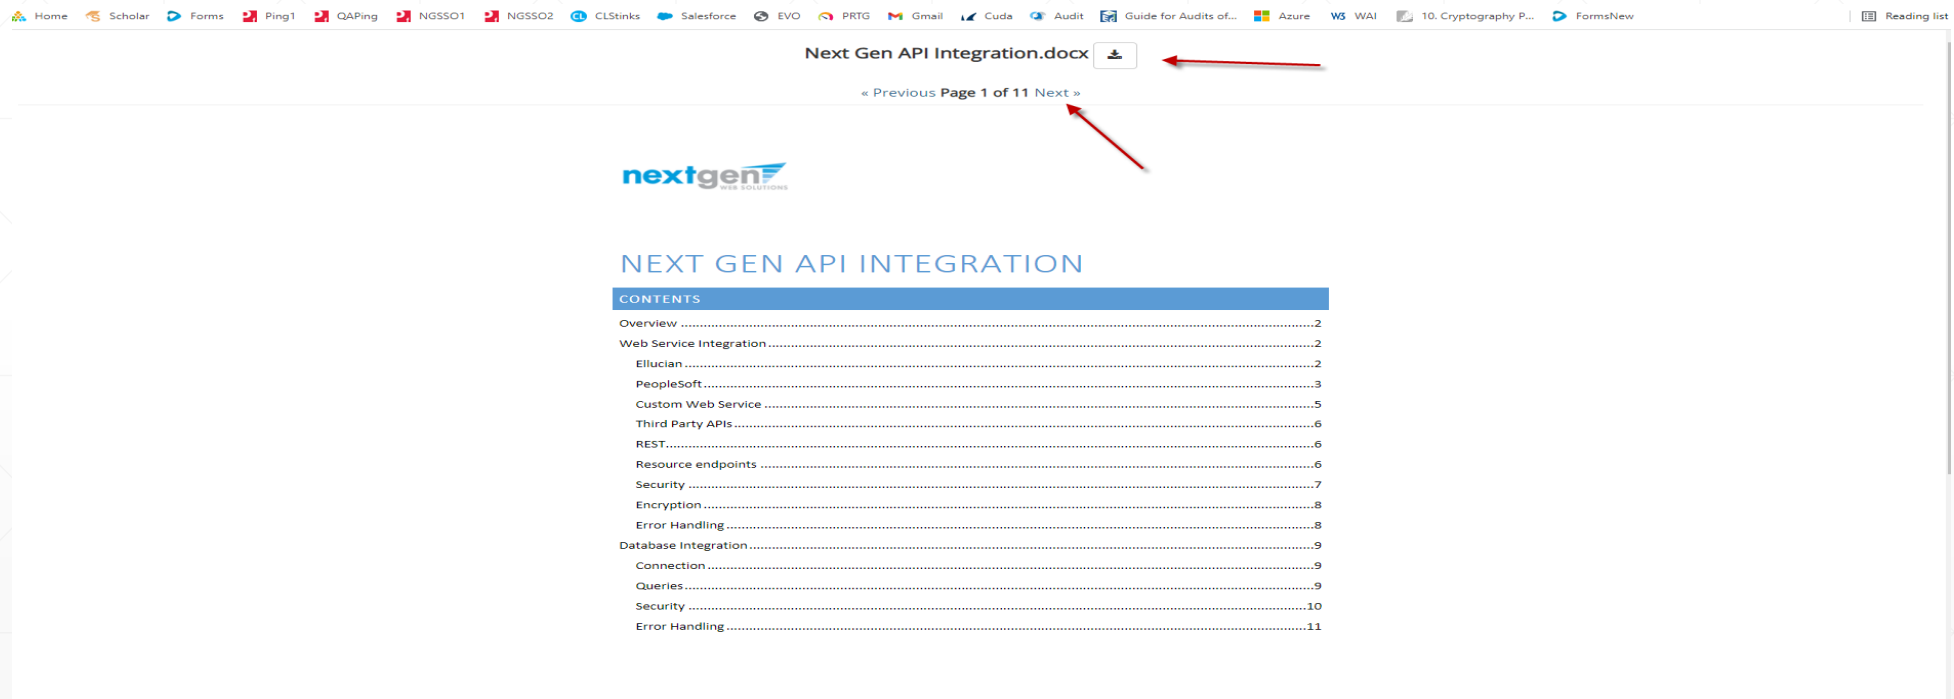 Home Scholar Forms Ping1 QAPing NGSSO1 NGSSO2 CL CLStinks Salesforce EVO PRTG Gmail Cuda Audit Guide for Audits of... Azure W3 WAI 10. Cryptography P... FormsNew Reading list
Next Gen API Integration.docx
« Previous Page 1 of 11 Next »
nextgen
WEB SOLUTIONS
NEXT GEN API INTEGRATION
CONTENTS
Overview ........ 2
Web Service Integration ........ 2
Ellucian ........ 2
PeopleSoft ........ 3
Custom Web Service ........ 5
Third Party APIs ........ 6
REST ........ 6
Resource endpoints ........ 6
Security ........ 7
Encryption ........ 8
Error Handling ........ 8
Database Integration ........ 9
Connection ........ 9
Queries ........ 9
Security ........ 10
Error Handling ........ 11